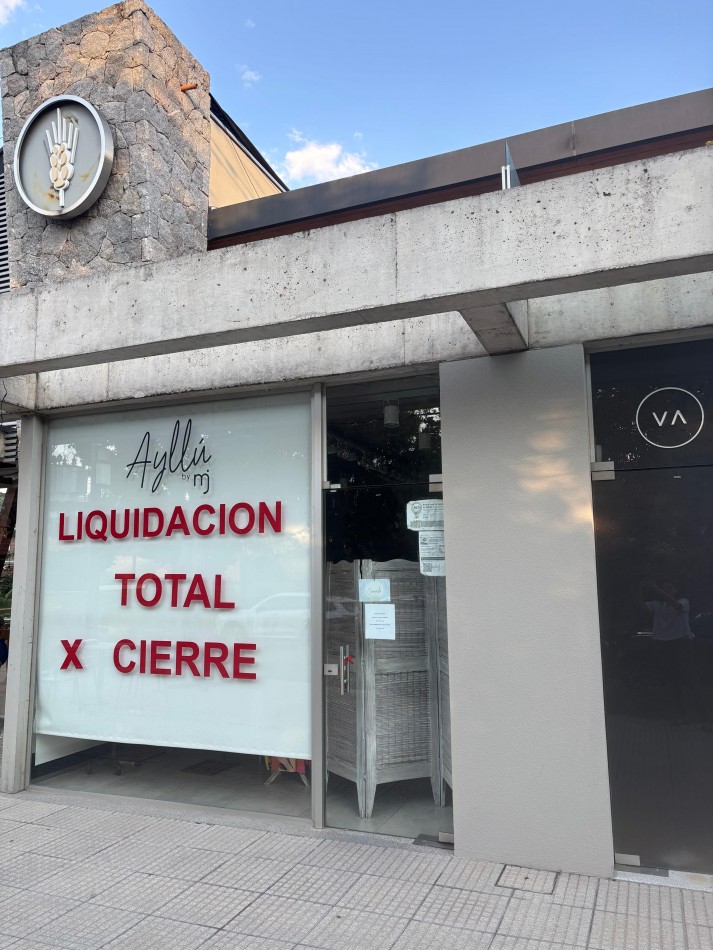 Ayllú
by mj
LIQUIDACION
TOTAL
X CIERRE
VA